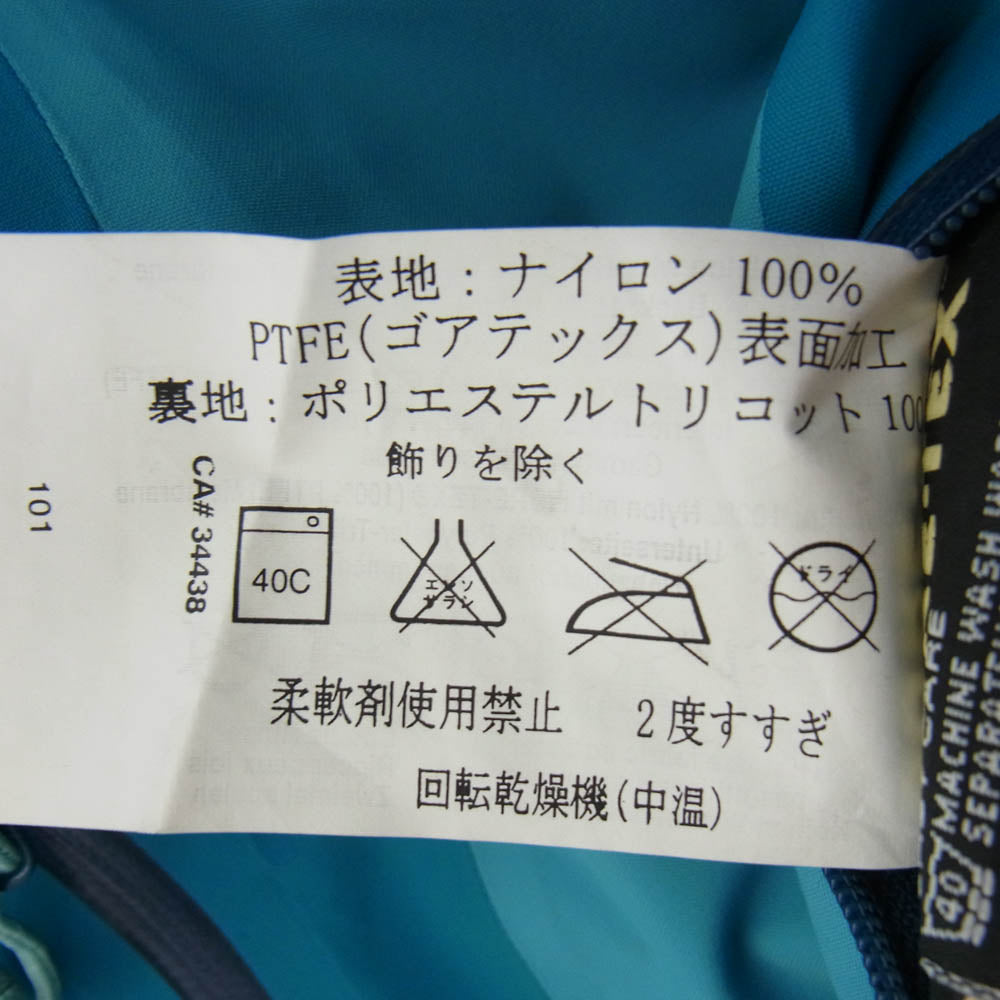 表地：ナイロン 100%
PTFE(ゴアテックス)表面加工
裏地：ポリエステルトリコット 100
飾りを除く
101
CA# 34438
40C
エンソ
サラシ
ドライ
柔軟剤使用禁止　2度すすぎ
回転乾燥機(中温)
CARE
40
MACHINE WASH